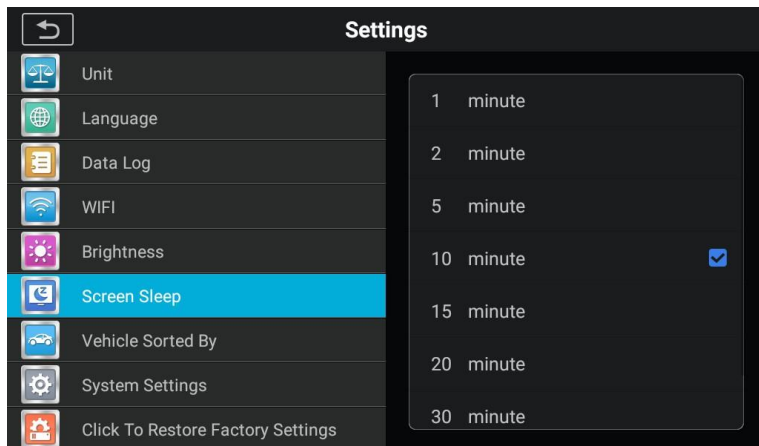 Settings
Unit
Language
Data Log
WIFI
Brightness
Screen Sleep
Vehicle Sorted By
System Settings
Click To Restore Factory Settings
1 minute
2 minute
5 minute
10 minute
15 minute
20 minute
30 minute